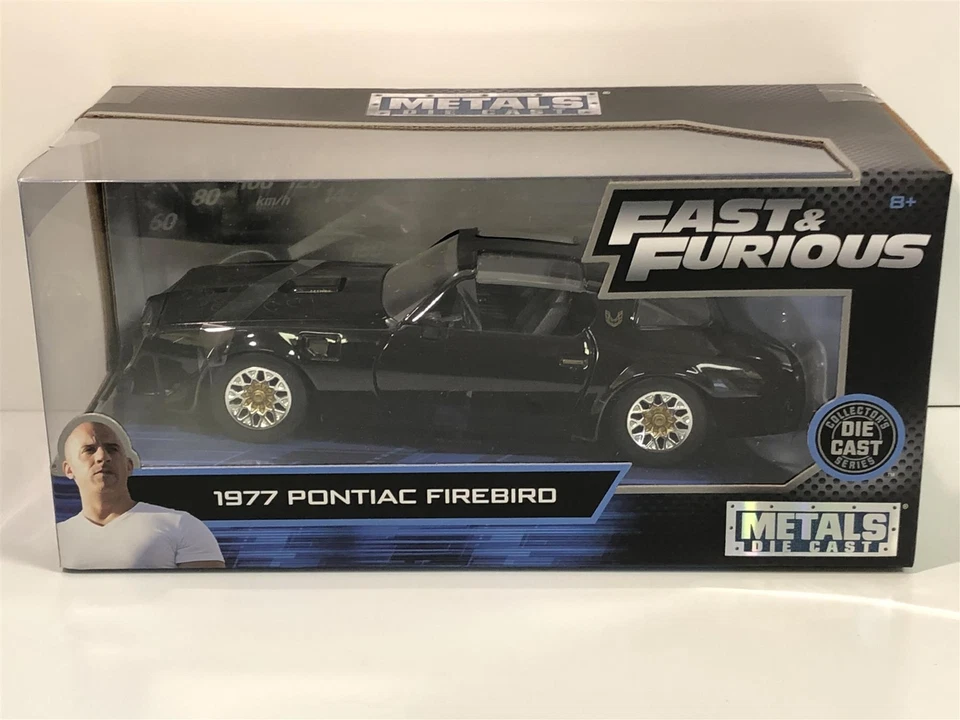 METALS
DIE CAST
80 100 120
km/h
60
FAST &
FURIOUS
8+
COLLECTOR'S
DIE
CAST
SERIES
1977 PONTIAC FIREBIRD
METALS
DIE CAST